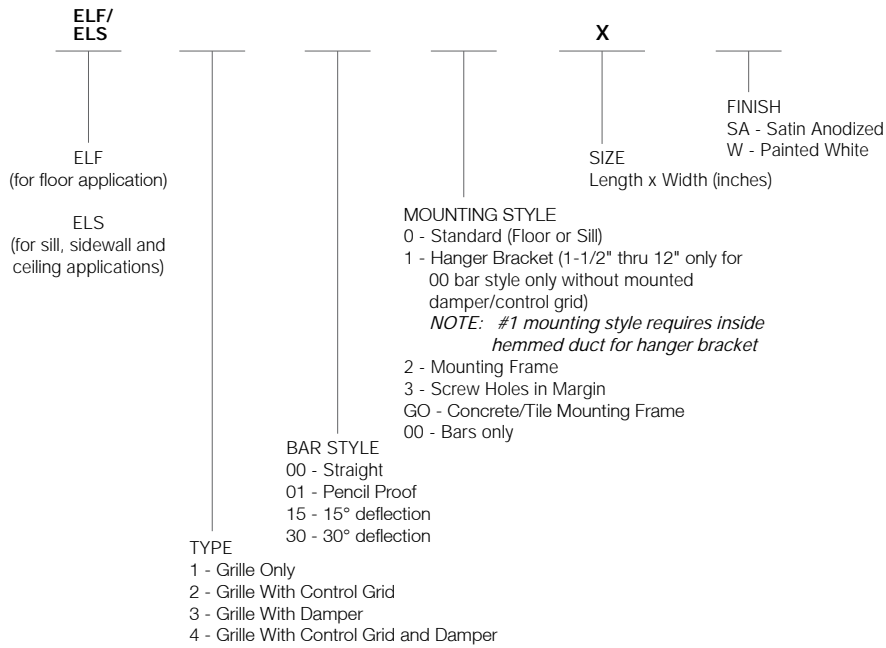 ELF/
ELS
X
ELF
(for floor application)
ELS
(for sill, sidewall and
ceiling applications)
TYPE
1 - Grille Only
2 - Grille With Control Grid
3 - Grille With Damper
4 - Grille With Control Grid and Damper
BAR STYLE
00 - Straight
01 - Pencil Proof
15 - 15° deflection
30 - 30° deflection
MOUNTING STYLE
0 - Standard (Floor or Sill)
1 - Hanger Bracket (1-1/2" thru 12" only for
00 bar style only without mounted
damper/control grid)
NOTE: #1 mounting style requires inside
hemmed duct for hanger bracket
2 - Mounting Frame
3 - Screw Holes in Margin
GO - Concrete/Tile Mounting Frame
00 - Bars only
SIZE
Length x Width (inches)
FINISH
SA - Satin Anodized
W - Painted White